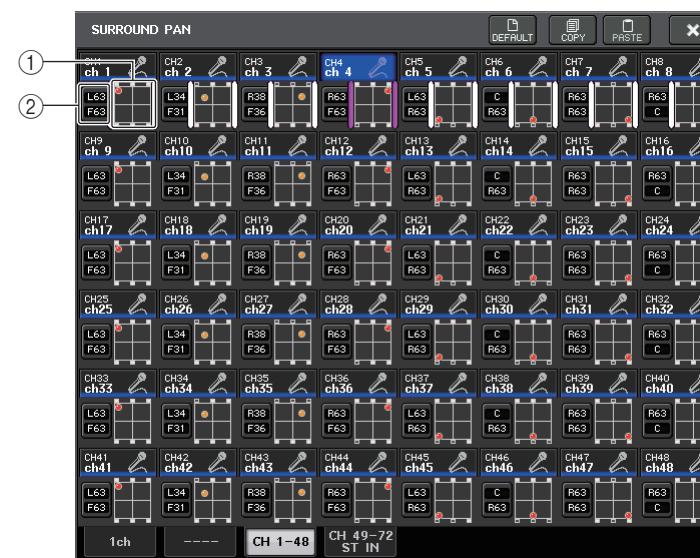 SURROUND PAN DEFAULT COPY PASTE
①
②
CH1 CH2 CH3 CH4 CH5 CH6 CH7 CH8
ch 1 ch 2 ch 3 ch 4 ch 5 ch 6 ch 7 ch 8
L63 L34 R38 R63 L63 C R63 R63
F63 F31 F36 F63 R63 R63 R63 C
CH9 CH10 CH11 CH12 CH13 CH14 CH15 CH16
ch 9 ch10 ch11 ch12 ch13 ch14 ch15 ch16
L63 L34 R38 R63 L63 C R63 R63
F63 F31 F36 F63 R63 R63 R63 C
CH17 CH18 CH19 CH20 CH21 CH22 CH23 CH24
ch17 ch18 ch19 ch20 ch21 ch22 ch23 ch24
L63 L34 R38 R63 L63 C R63 R63
F63 F31 F36 F63 R63 R63 R63 C
CH25 CH26 CH27 CH28 CH29 CH30 CH31 CH32
ch25 ch26 ch27 ch28 ch29 ch30 ch31 ch32
L63 L34 R38 R63 L63 C R63 R63
F63 F31 F36 F63 R63 R63 R63 C
CH33 CH34 CH35 CH36 CH37 CH38 CH39 CH40
ch33 ch34 ch35 ch36 ch37 ch38 ch39 ch40
L63 L34 R38 R63 L63 C R63 R63
F63 F31 F36 F63 R63 R63 R63 C
CH41 CH42 CH43 CH44 CH45 CH46 CH47 CH48
ch41 ch42 ch43 ch44 ch45 ch46 ch47 ch48
L63 L34 R38 R63 L63 C R63 R63
F63 F31 F36 F63 R63 R63 R63 C
1ch ---- CH 1-48 CH 49-72
ST IN